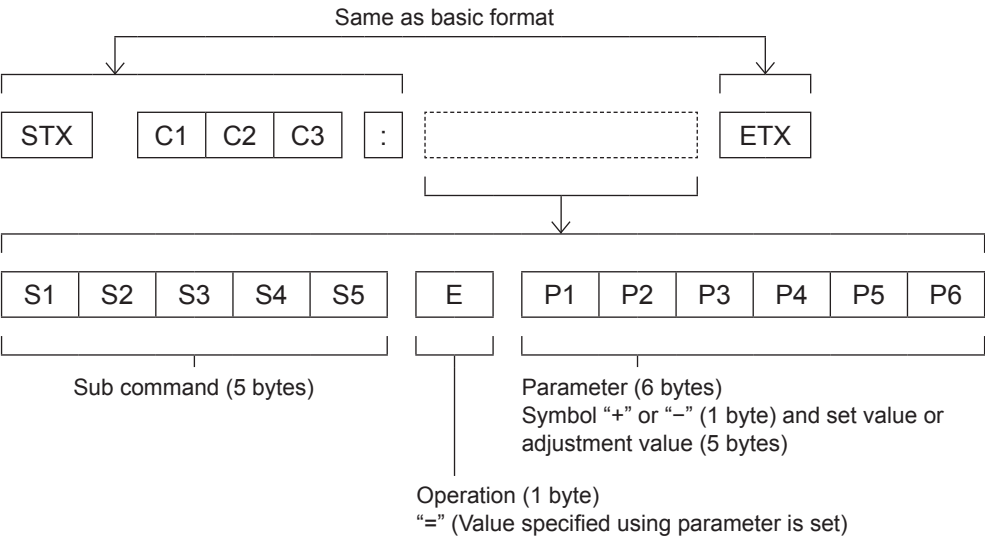 Same as basic format
STX C1 C2 C3 : ETX
S1 S2 S3 S4 S5 E P1 P2 P3 P4 P5 P6
Sub command (5 bytes)
Parameter (6 bytes)
Symbol “+” or “−” (1 byte) and set value or
adjustment value (5 bytes)
Operation (1 byte)
“=” (Value specified using parameter is set)